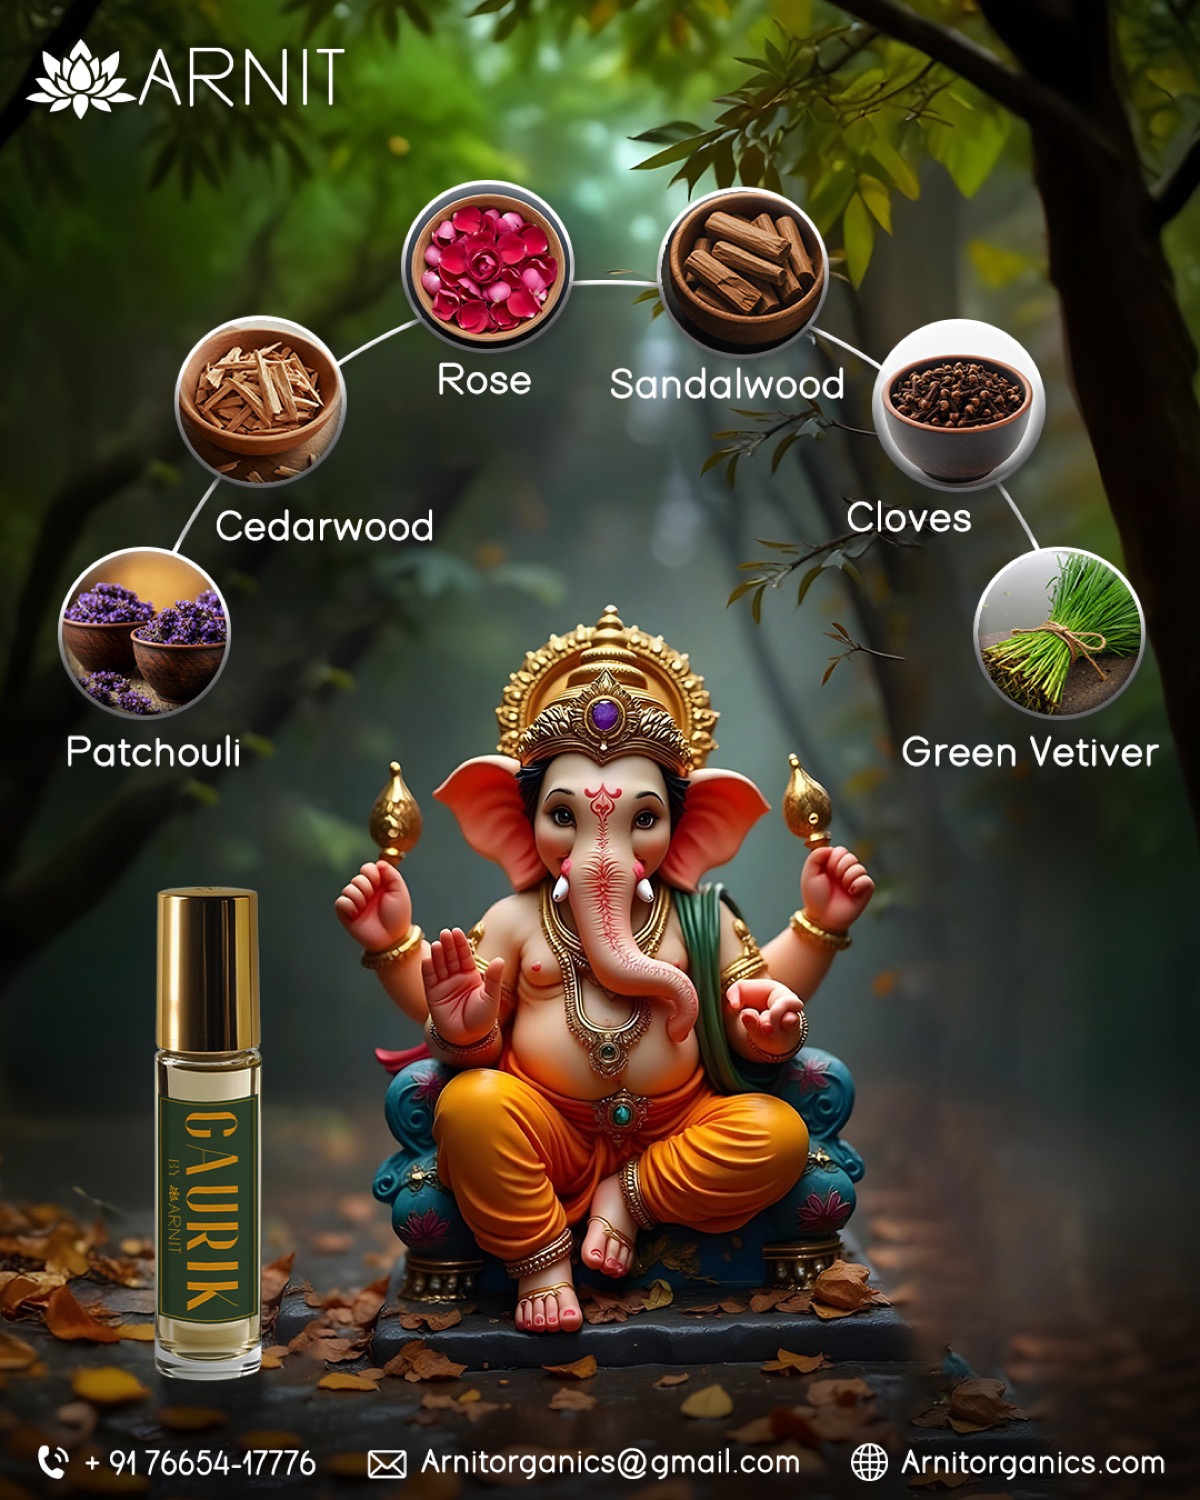 ARNIT
Rose
Sandalwood
Cedarwood
Cloves
Patchouli
Green Vetiver
GAURIK
BY ARNIT
+ 91 76654-17776
Arnitorganics@gmail.com
Arnitorganics.com